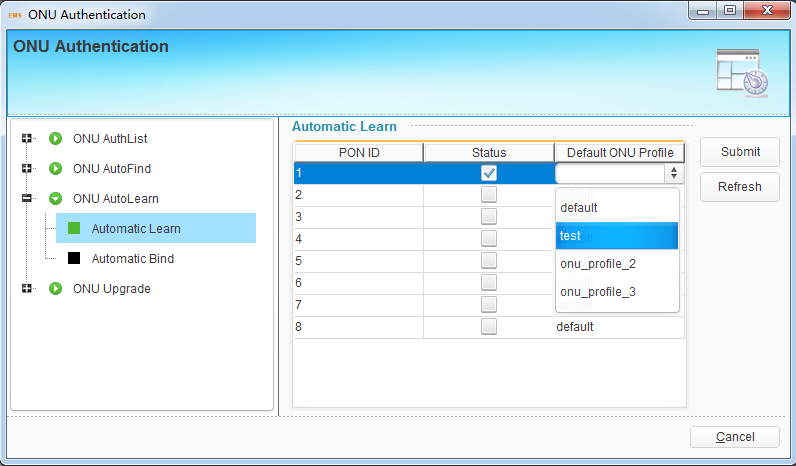 EMS ONU Authentication
ONU Authentication
ONU AuthList
ONU AutoFind
ONU AutoLearn
Automatic Learn
Automatic Bind
ONU Upgrade
Automatic Learn
PON ID Status Default ONU Profile
1
2
3
4
5
6
7
8 default
default
test
onu_profile_2
onu_profile_3
Submit
Refresh
Cancel